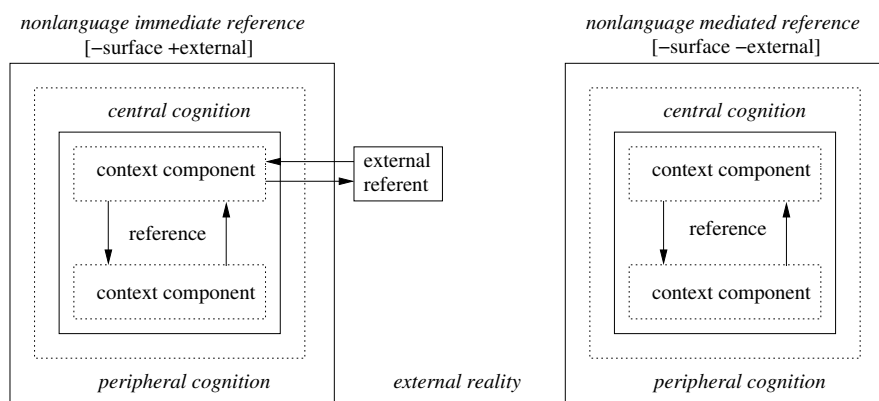 nonlanguage immediate reference
[−surface +external]
central cognition
context component
reference
context component
peripheral cognition
external
referent
external reality
nonlanguage mediated reference
[−surface −external]
central cognition
context component
reference
context component
peripheral cognition